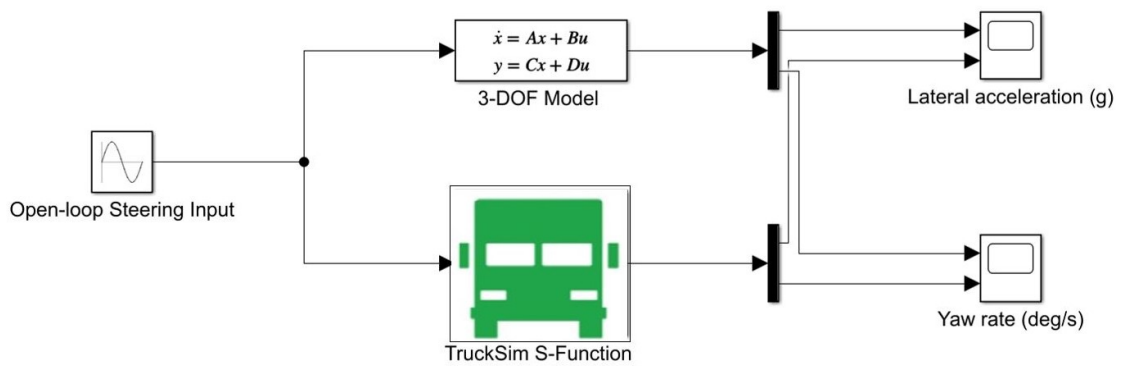 ẋ = Ax + Bu
y = Cx + Du
3-DOF Model
Lateral acceleration (g)
Open-loop Steering Input
TruckSim S-Function
Yaw rate (deg/s)